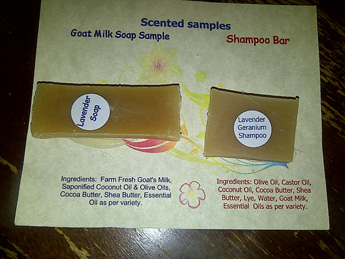 Scented samples
Goat Milk Soap Sample
Shampoo Bar
Lavender
Soap
Lavender
Geranium
Shampoo
Ingredients: Farm Fresh Goat's Milk,
Saponified Coconut Oil & Olive Oils,
Cocoa Butter, Shea Butter, Essential
Oil as per variety.
Ingredients: Olive Oil, Castor Oil,
Coconut Oil, Cocoa Butter, Shea
Butter, Lye, Water, Goat Milk,
Essential Oils as per variety.